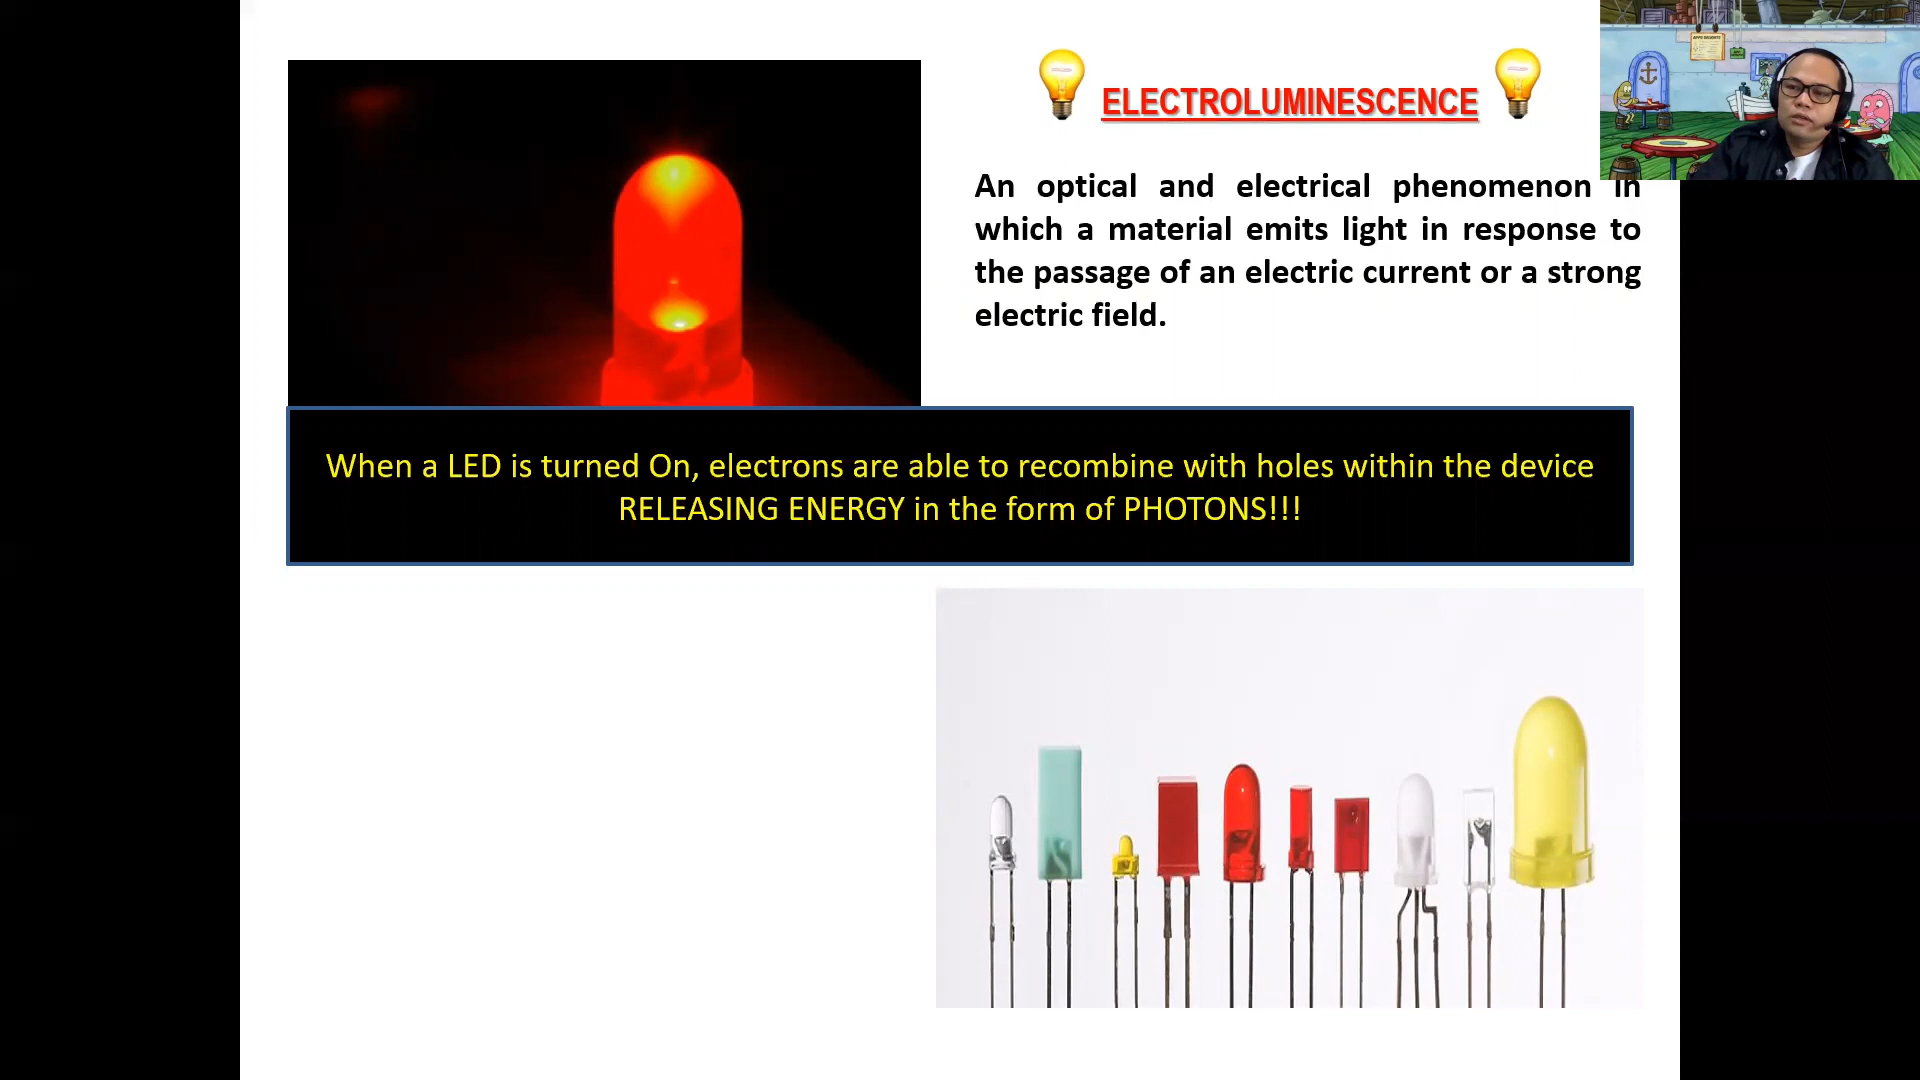 ELECTROLUMINESCENCE
An optical and electrical phenomenon in
which a material emits light in response to
the passage of an electric current or a strong
electric field.
When a LED is turned On, electrons are able to recombine with holes within the device
RELEASING ENERGY in the form of PHOTONS!!!